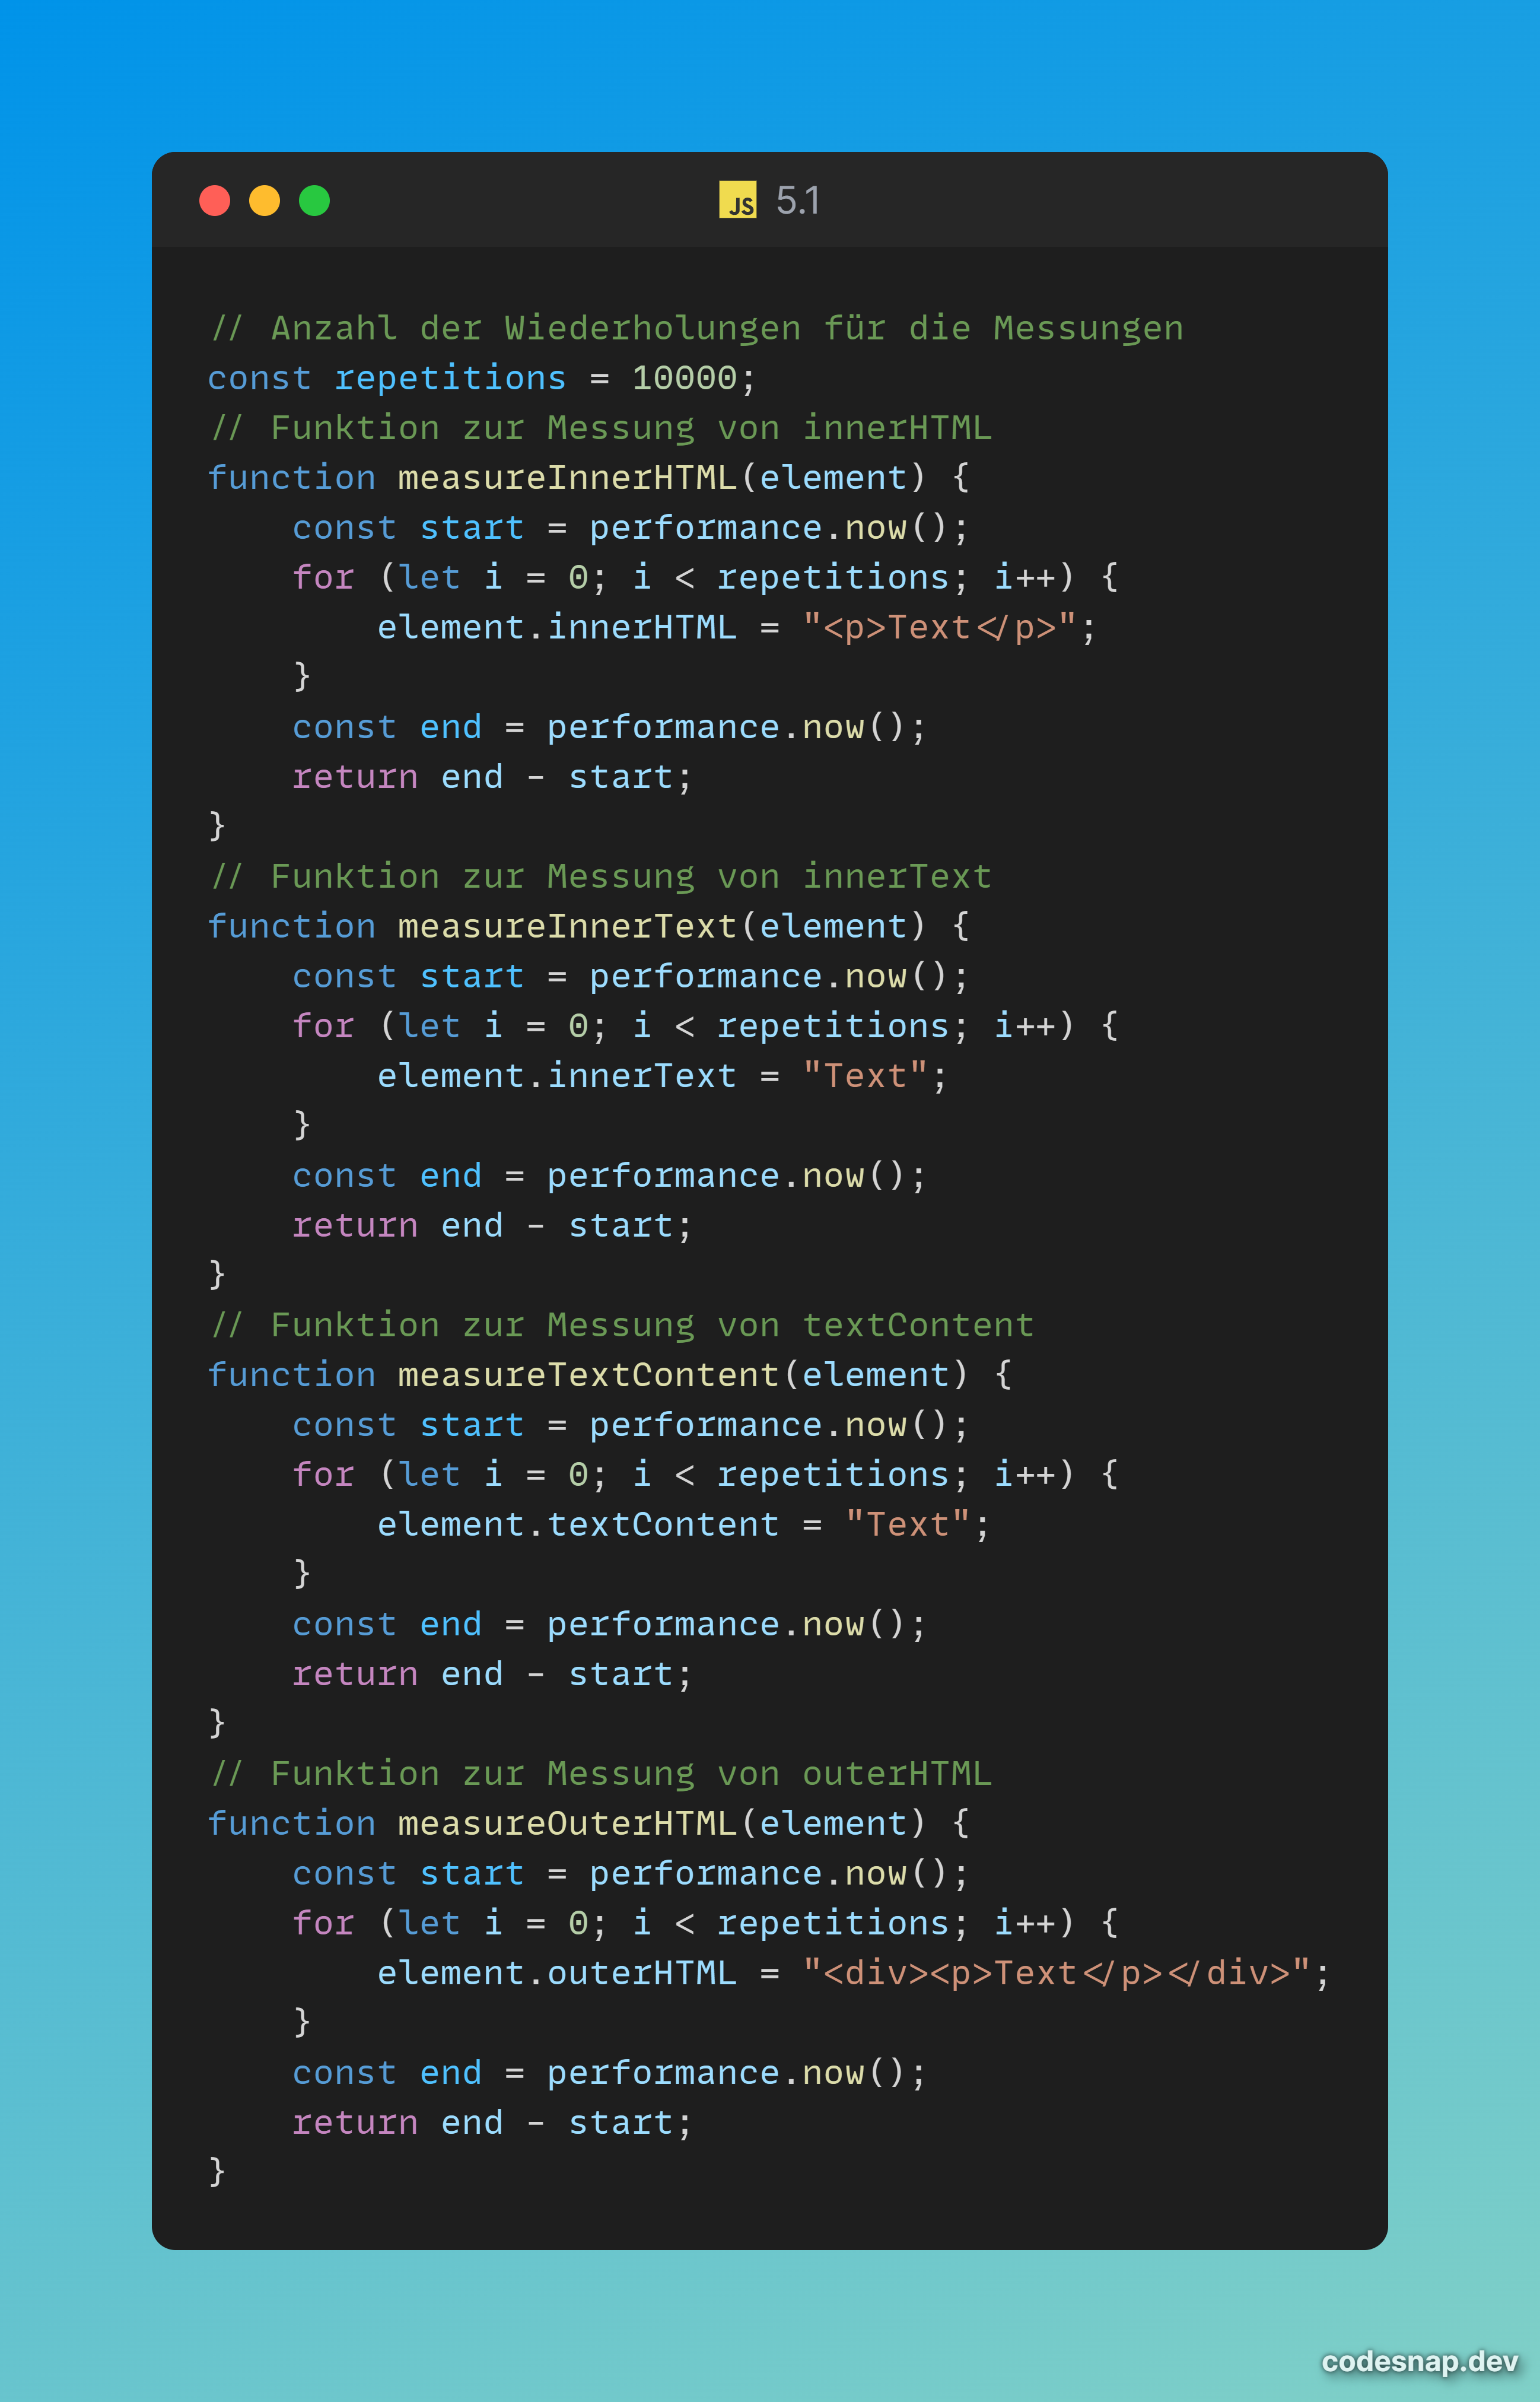 JS 5.1
// Anzahl der Wiederholungen für die Messungen
const repetitions = 10000;
// Funktion zur Messung von innerHTML
function measureInnerHTML(element) {
    const start = performance.now();
    for (let i = 0; i < repetitions; i++) {
        element.innerHTML = "<p>Text</p>";
    }
    const end = performance.now();
    return end - start;
}
// Funktion zur Messung von innerText
function measureInnerText(element) {
    const start = performance.now();
    for (let i = 0; i < repetitions; i++) {
        element.innerText = "Text";
    }
    const end = performance.now();
    return end - start;
}
// Funktion zur Messung von textContent
function measureTextContent(element) {
    const start = performance.now();
    for (let i = 0; i < repetitions; i++) {
        element.textContent = "Text";
    }
    const end = performance.now();
    return end - start;
}
// Funktion zur Messung von outerHTML
function measureOuterHTML(element) {
    const start = performance.now();
    for (let i = 0; i < repetitions; i++) {
        element.outerHTML = "<div><p>Text</p></div>";
    }
    const end = performance.now();
    return end - start;
}
codesnap.dev